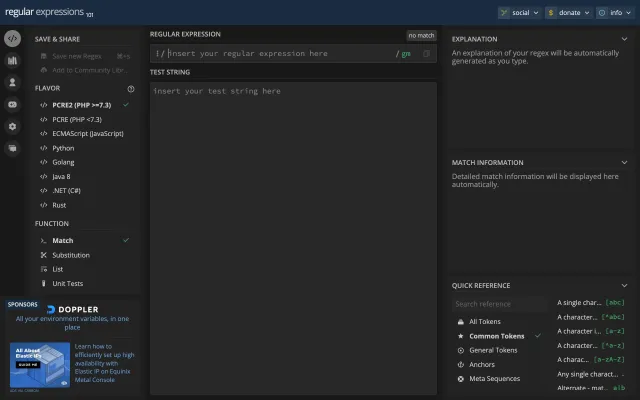 regular expressions 101
social
donate
info
SAVE & SHARE
Save new Regex
⌘+s
Add to Community Libr...
FLAVOR
PCRE2 (PHP >=7.3)
PCRE (PHP <7.3)
ECMAScript (JavaScript)
Python
Golang
Java 8
.NET (C#)
Rust
FUNCTION
Match
Substitution
List
Unit Tests
SPONSORS
DOPPLER
All your environment variables, in one
place
All About
Elastic IPs
GUIDE ME
Learn how to
efficiently set up high
availability with
Elastic IP on Equinix
Metal Console
REGULAR EXPRESSION
no match
/ insert your regular expression here
/ gm
TEST STRING
insert your test string here
EXPLANATION
An explanation of your regex will be automatically
generated as you type.
MATCH INFORMATION
Detailed match information will be displayed here
automatically.
QUICK REFERENCE
Search reference
All Tokens
Common Tokens
General Tokens
Anchors
Meta Sequences
A single char... [abc]
A character... [^abc]
A character i... [a-z]
A character... [^a-z]
A charac... [a-zA-Z]
Any single charact... .
Alternate - mat... a|b